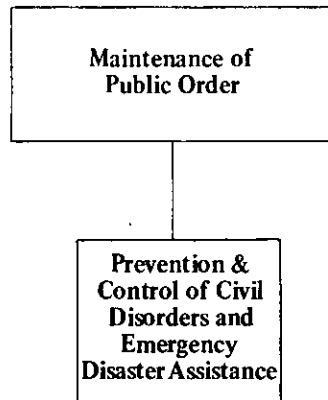 Maintenance of
Public Order
Prevention &
Control of Civil
Disorders and
Emergency
Disaster Assistance